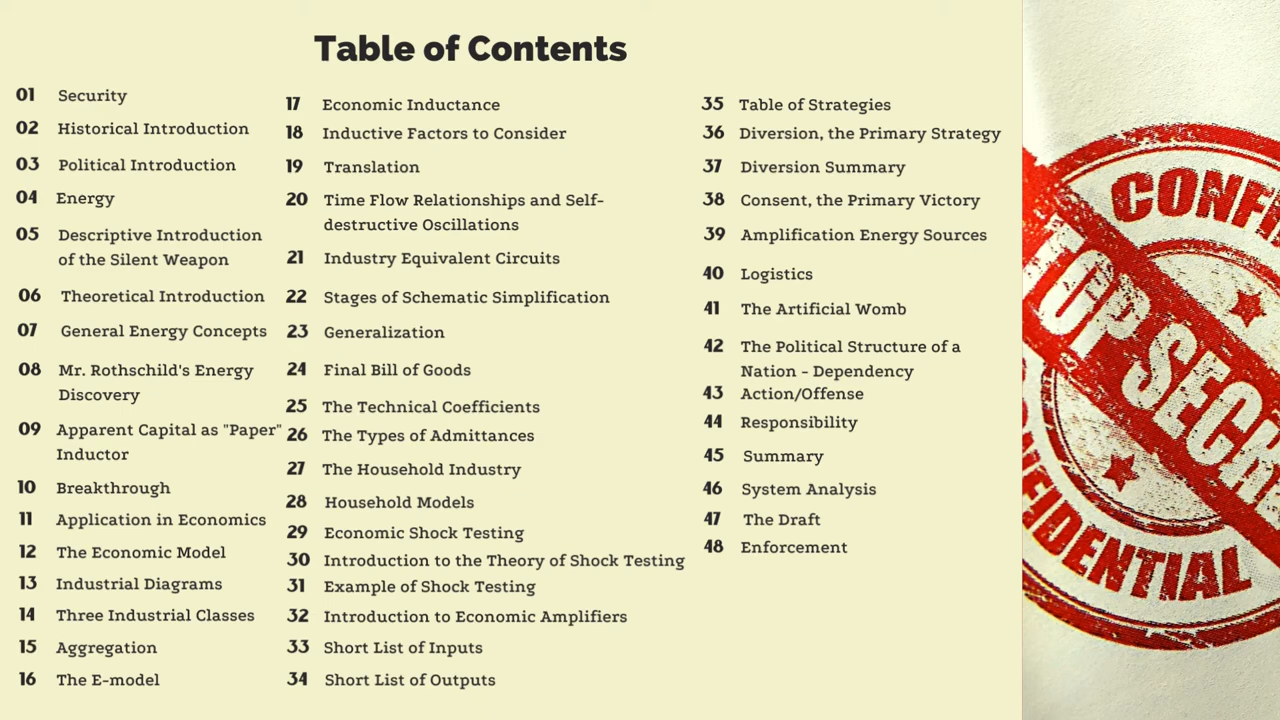 Table of Contents
01 Security
02 Historical Introduction
03 Political Introduction
04 Energy
05 Descriptive Introduction
of the Silent Weapon
06 Theoretical Introduction
07 General Energy Concepts
08 Mr. Rothschild's Energy
Discovery
09 Apparent Capital as "Paper"
Inductor
10 Breakthrough
11 Application in Economics
12 The Economic Model
13 Industrial Diagrams
14 Three Industrial Classes
15 Aggregation
16 The E-model
17 Economic Inductance
18 Inductive Factors to Consider
19 Translation
20 Time Flow Relationships and Self-
destructive Oscillations
21 Industry Equivalent Circuits
22 Stages of Schematic Simplification
23 Generalization
24 Final Bill of Goods
25 The Technical Coefficients
26 The Types of Admittances
27 The Household Industry
28 Household Models
29 Economic Shock Testing
30 Introduction to the Theory of Shock Testing
31 Example of Shock Testing
32 Introduction to Economic Amplifiers
33 Short List of Inputs
34 Short List of Outputs
35 Table of Strategies
36 Diversion, the Primary Strategy
37 Diversion Summary
38 Consent, the Primary Victory
39 Amplification Energy Sources
40 Logistics
41 The Artificial Womb
42 The Political Structure of a
Nation - Dependency
43 Action/Offense
44 Responsibility
45 Summary
46 System Analysis
47 The Draft
48 Enforcement
CONFI
TOP SECR
FIDENTIAL